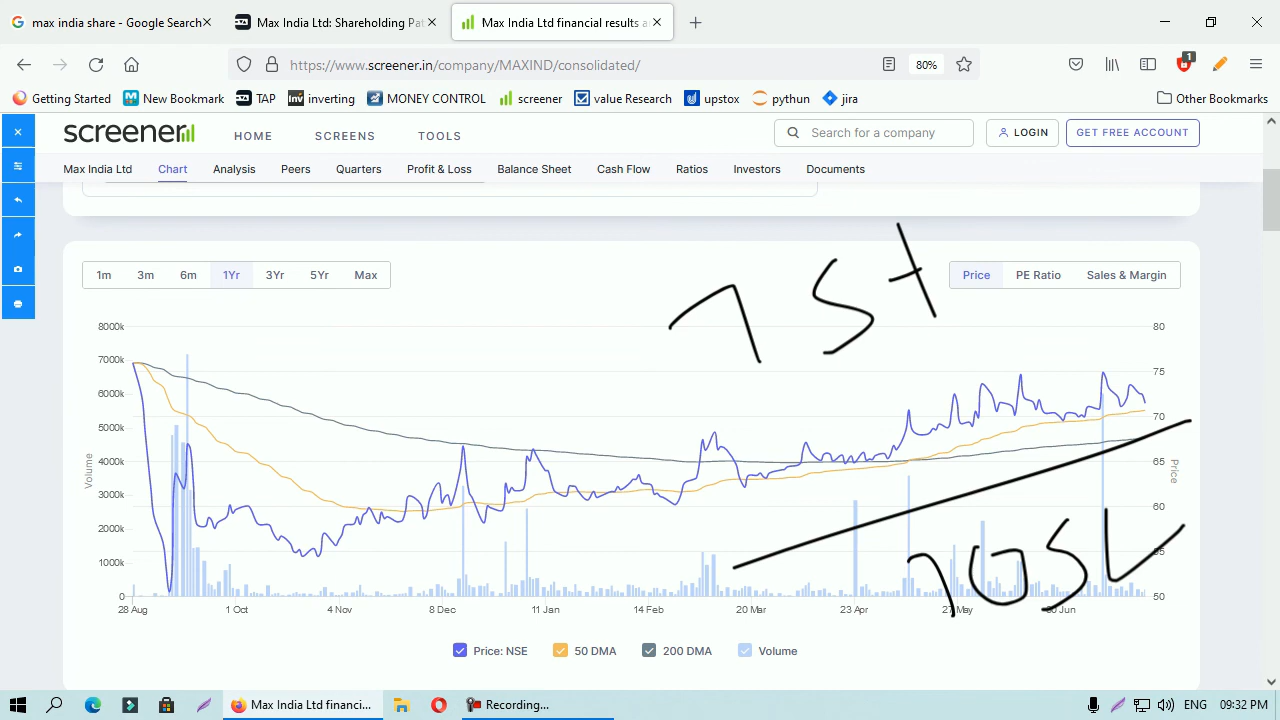 max india share - Google Search
Max India Ltd: Shareholding Pat
Max India Ltd financial results a
https://www.screener.in/company/MAXIND/consolidated/
80%
1
Getting Started
New Bookmark
TAP
inverting
MONEY CONTROL
screener
value Research
upstox
pythun
jira
Other Bookmarks
screener
HOME
SCREENS
TOOLS
Search for a company
LOGIN
GET FREE ACCOUNT
Max India Ltd
Chart
Analysis
Peers
Quarters
Profit & Loss
Balance Sheet
Cash Flow
Ratios
Investors
Documents
1m 3m 6m 1Yr 3Yr 5Yr Max
Price PE Ratio Sales & Margin
1 st
8000k
7000k
6000k
5000k
4000k
3000k
2000k
1000k
0
Volume
80
75
70
65
60
55
50
Price
28 Aug 1 Oct 4 Nov 8 Dec 11 Jan 14 Feb 20 Mar 23 Apr 27 May 30 Jun
Price: NSE 50 DMA 200 DMA Volume
Max India Ltd financi...
Recording...
ENG
09:32 PM